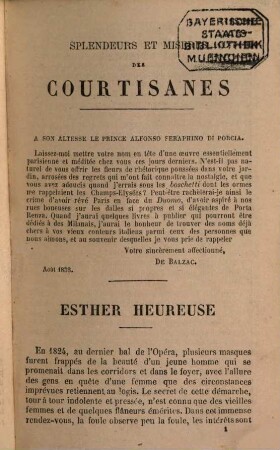 BAYERISCHE
STAATS-
BIBLIOTHEK
MUENCHEN
SPLENDEURS ET
DES
COURTISANES
A SON ALTESSE LE PRINCE ALFONSO SERAPHINO DI PORCIA.
Laissez-moi mettre votre nom en tête d'une œuvre essentiellement
parisienne et méditée chez vous ces jours derniers. N'est-il pas na-
turel de vous offrir les fleurs de rhétorique poussées dans votre jar-
din, arrosées des regrets qui m'ont fait connaître la nostalgie, et que
vous avez adoucis quand j'errais sous les boschetti dont les ormes
me rappelaient les Champs-Elysées? Peut-être rachèterai-je ainsi le
crime d'avoir rêvé Paris en face du Duomo, d'avoir aspiré à nos
rues boueuses sur les dalles si propres et si élégantes de Porta
Renza. Quand j'aurai quelques livres à publier qui pourront être
dédiés à des Milanais, j'aurai le bonheur de trouver des noms déjà
chers à vos vieux conteurs italiens parmi ceux des personnes que
nous aimons, et au souvenir desquelles je vous prie de rappeler
Votre sincèrement affectionné,
DE BALZAC.
Août 1838.
ESTHER HEUREUSE
En 1824, au dernier bal de l'Opéra, plusieurs masques
furent frappés de la beauté d'un jeune homme qui se
promenait dans les corridors et dans le foyer, avec l'allure
des gens en quête d'une femme que des circonstances
imprévues retiennent au logis. Le secret de cette démarche,
tour à tour indolente et pressée, n'est connu que des vieilles
femmes et de quelques flâneurs émérites. Dans cet immense
rendez-vous, la foule observe peu la foule, les intérêts sont
1